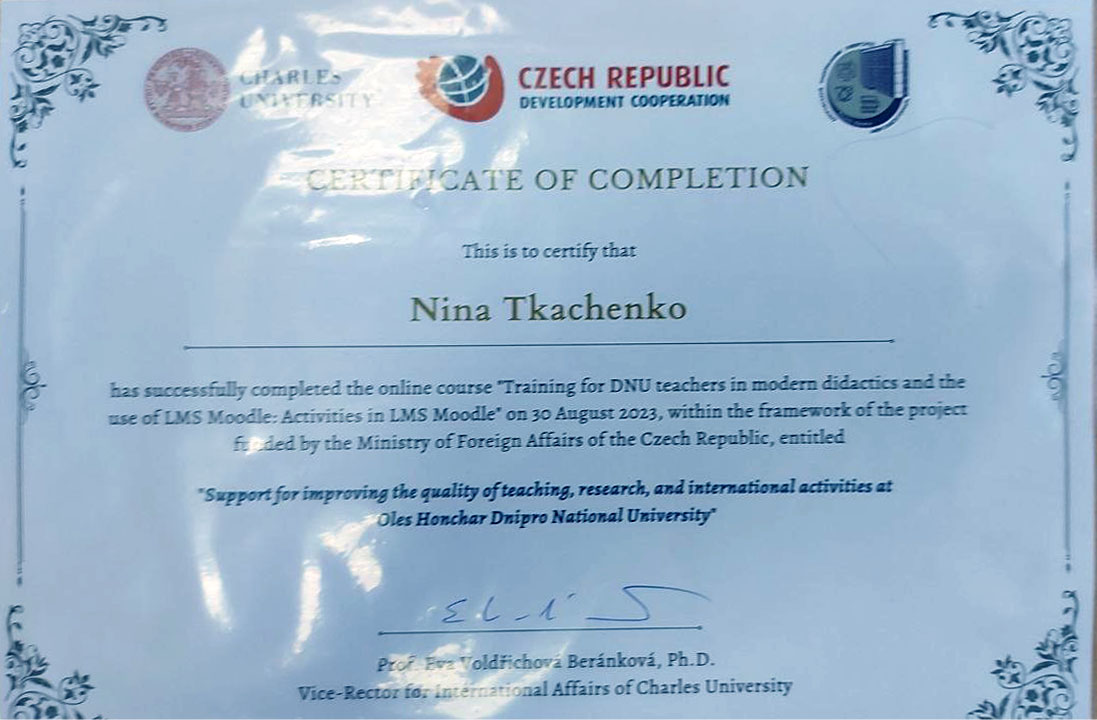 CHARLES
UNIVERSITY
CZECH REPUBLIC
DEVELOPMENT COOPERATION
CERTIFICATE OF COMPLETION
This is to certify that
Nina Tkachenko
has successfully completed the online course "Training for DNU teachers in modern didactics and the
use of LMS Moodle: Activities in LMS Moodle" on 30 August 2023, within the framework of the project
funded by the Ministry of Foreign Affairs of the Czech Republic, entitled
"Support for improving the quality of teaching, research, and international activities at
Oles Honchar Dnipro National University"
Prof. Eva Voldřichová Beránková, Ph.D.
Vice-Rector for International Affairs of Charles University